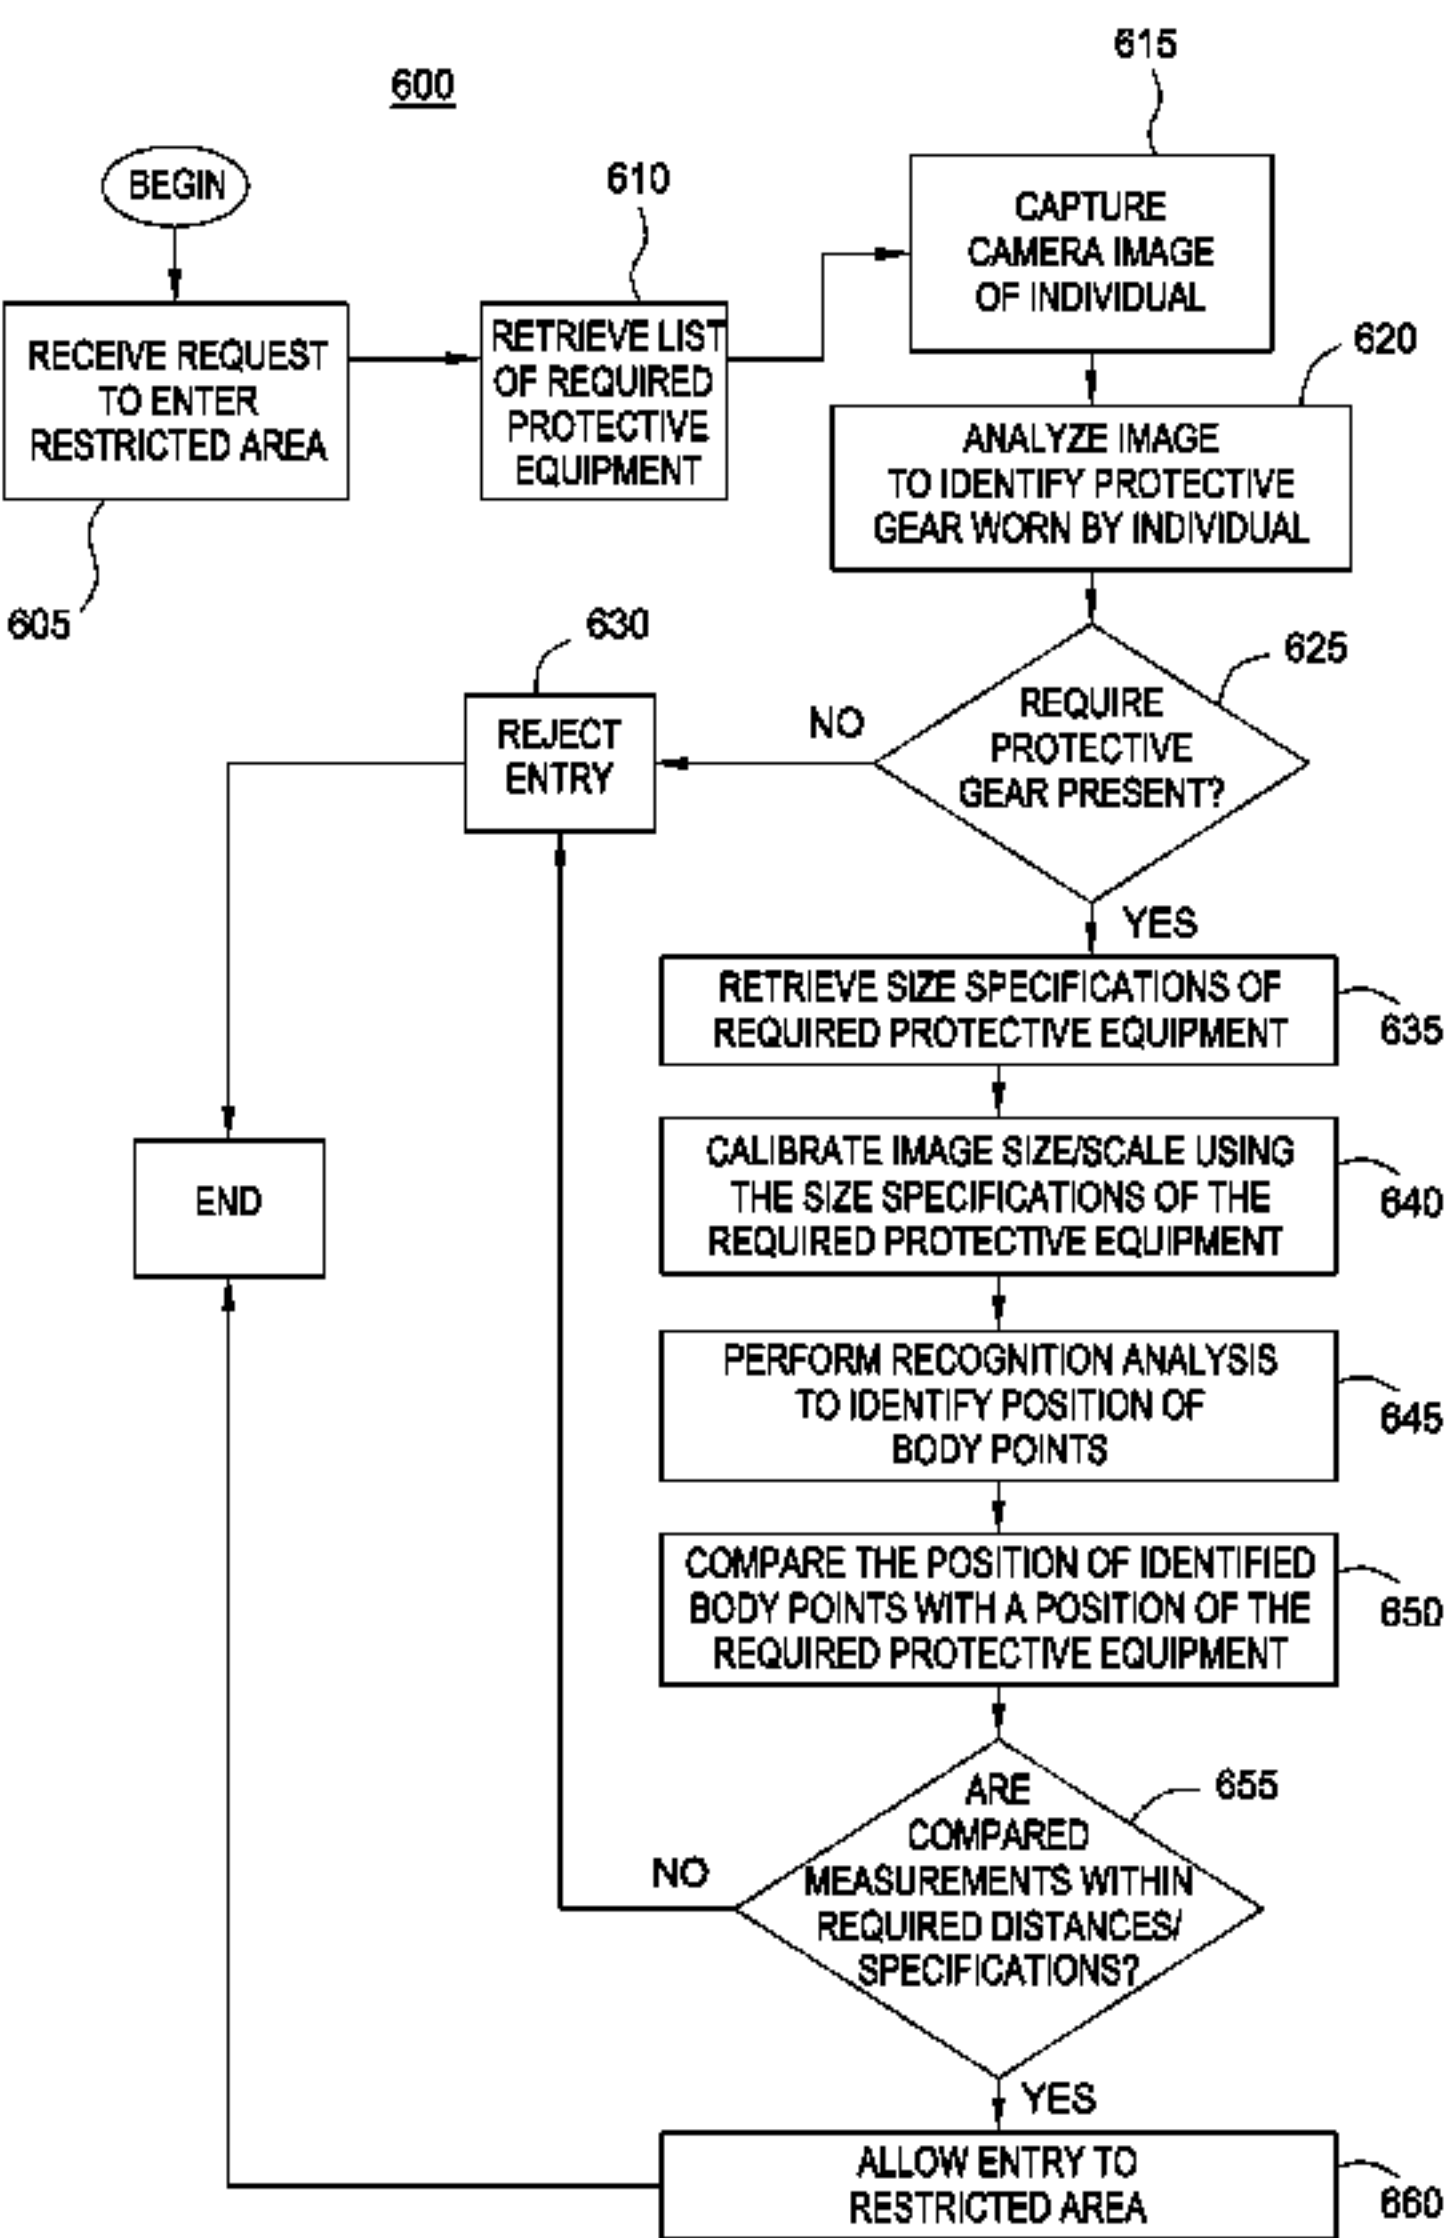 600
BEGIN
605
RECEIVE REQUEST
TO ENTER
RESTRICTED AREA
610
RETRIEVE LIST
OF REQUIRED
PROTECTIVE
EQUIPMENT
615
CAPTURE
CAMERA IMAGE
OF INDIVIDUAL
620
ANALYZE IMAGE
TO IDENTIFY PROTECTIVE
GEAR WORN BY INDIVIDUAL
625
REQUIRE
PROTECTIVE
GEAR PRESENT?
NO
630
REJECT
ENTRY
YES
RETRIEVE SIZE SPECIFICATIONS OF
REQUIRED PROTECTIVE EQUIPMENT
635
CALIBRATE IMAGE SIZE/SCALE USING
THE SIZE SPECIFICATIONS OF THE
REQUIRED PROTECTIVE EQUIPMENT
640
END
PERFORM RECOGNITION ANALYSIS
TO IDENTIFY POSITION OF
BODY POINTS
645
COMPARE THE POSITION OF IDENTIFIED
BODY POINTS WITH A POSITION OF THE
REQUIRED PROTECTIVE EQUIPMENT
650
655
ARE
COMPARED
MEASUREMENTS WITHIN
REQUIRED DISTANCES/
SPECIFICATIONS?
NO
YES
ALLOW ENTRY TO
RESTRICTED AREA
660